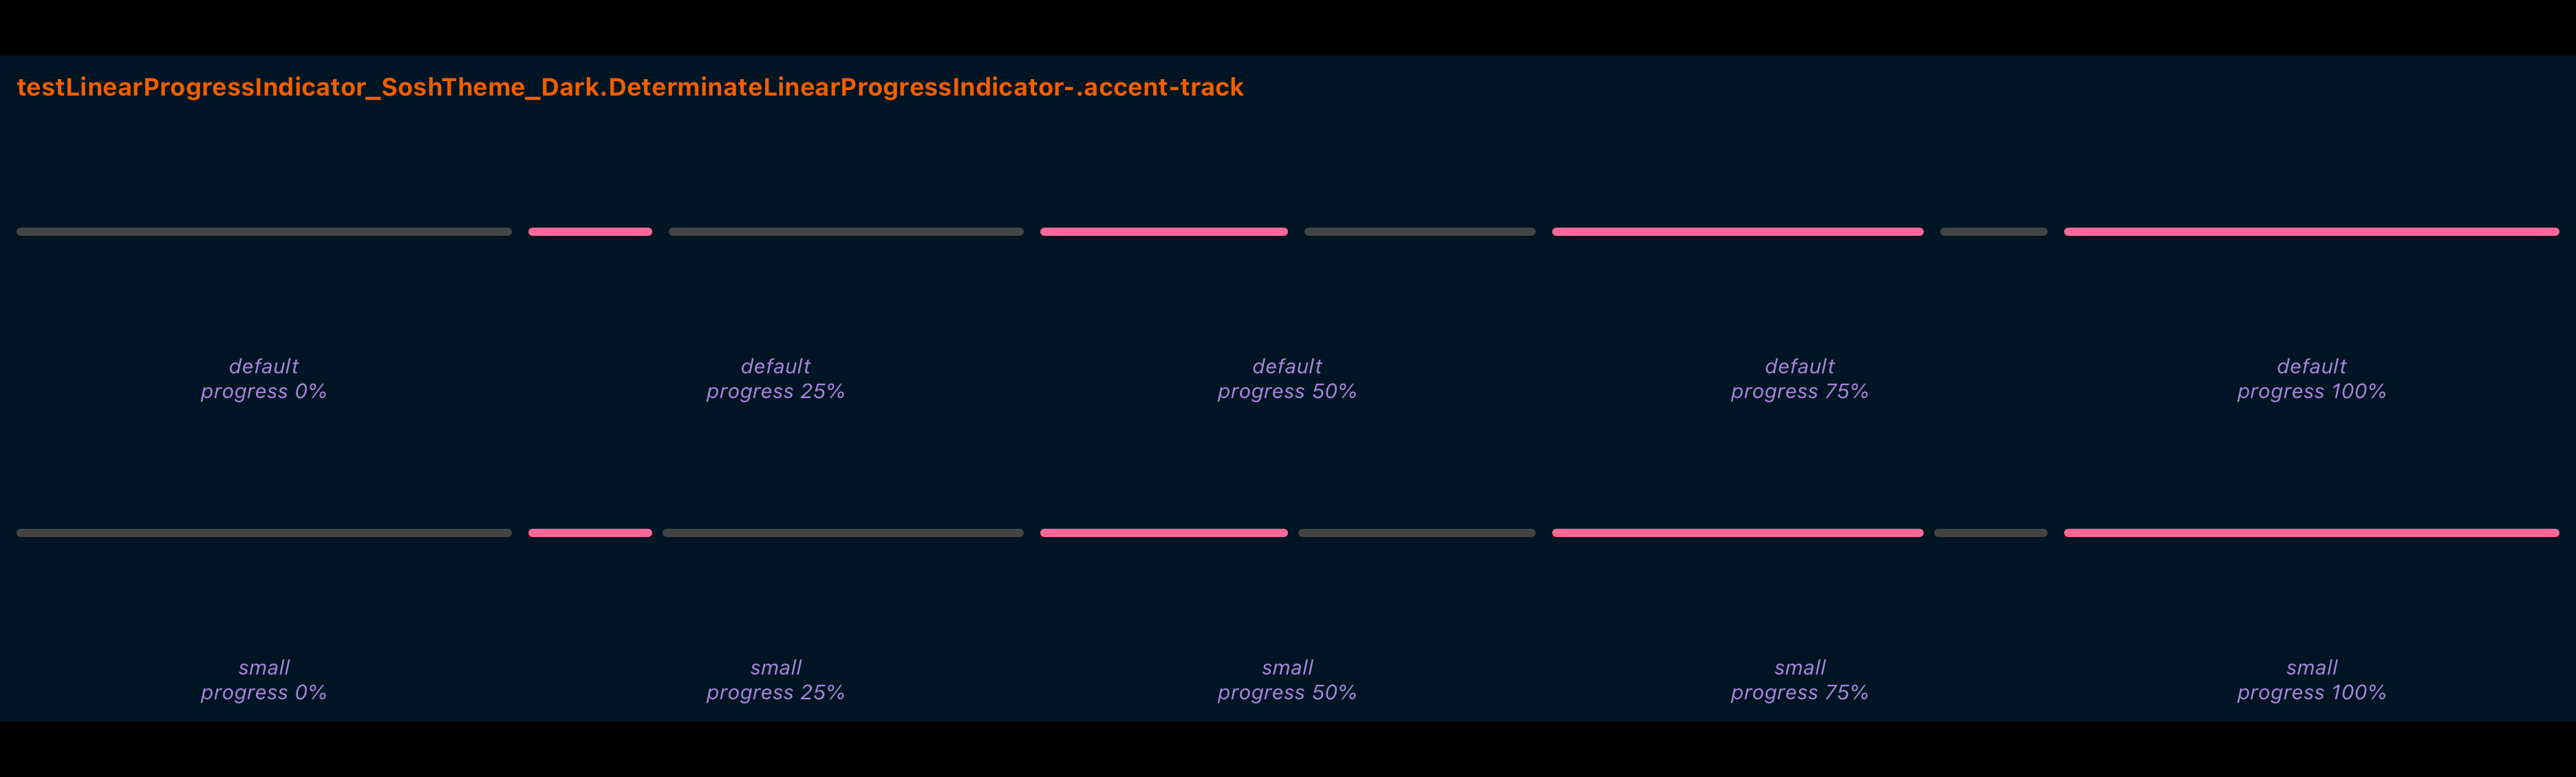 testLinearProgressIndicator_SoshTheme_Dark.DeterminateLinearProgressIndicator-.accent-track
default
progress 0%
default
progress 25%
default
progress 50%
default
progress 75%
default
progress 100%
small
progress 0%
small
progress 25%
small
progress 50%
small
progress 75%
small
progress 100%